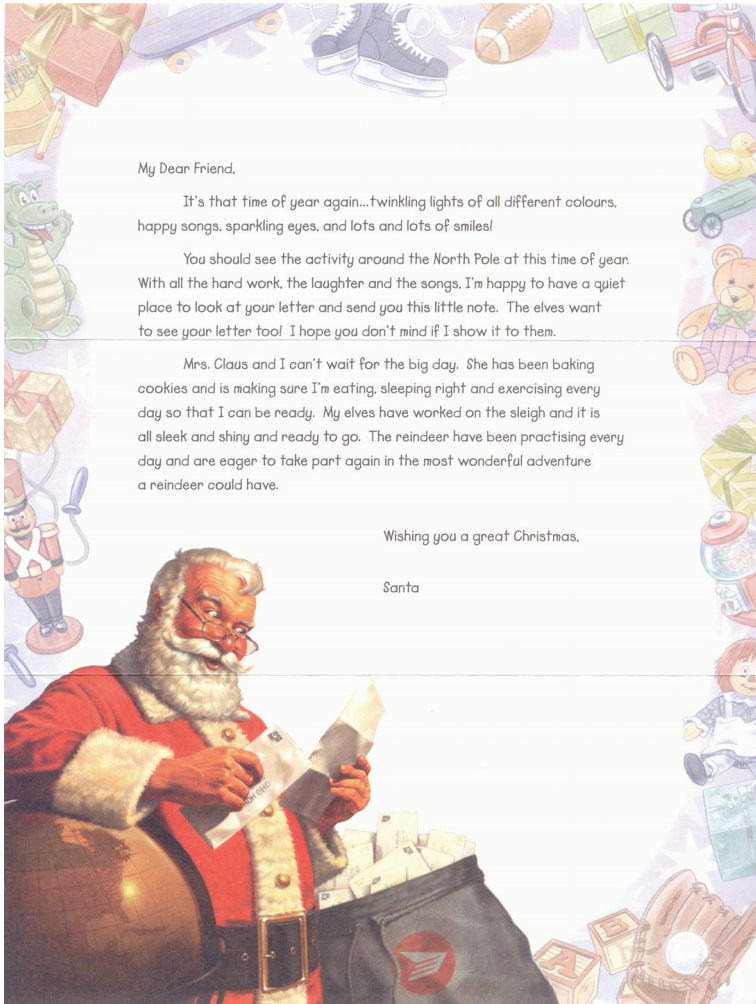 My Dear Friend,
It's that time of year again...twinkling lights of all different colours,
happy songs, sparkling eyes, and lots and lots of smiles!
You should see the activity around the North Pole at this time of year.
With all the hard work, the laughter and the songs, I'm happy to have a quiet
place to look at your letter and send you this little note. The elves want
to see your letter too! I hope you don't mind if I show it to them.
Mrs. Claus and I can't wait for the big day. She has been baking
cookies and is making sure I'm eating, sleeping right and exercising every
day so that I can be ready. My elves have worked on the sleigh and it is
all sleek and shiny and ready to go. The reindeer have been practising every
day and are eager to take part again in the most wonderful adventure
a reindeer could have.
Wishing you a great Christmas,
Santa
HOH OHO
A
B